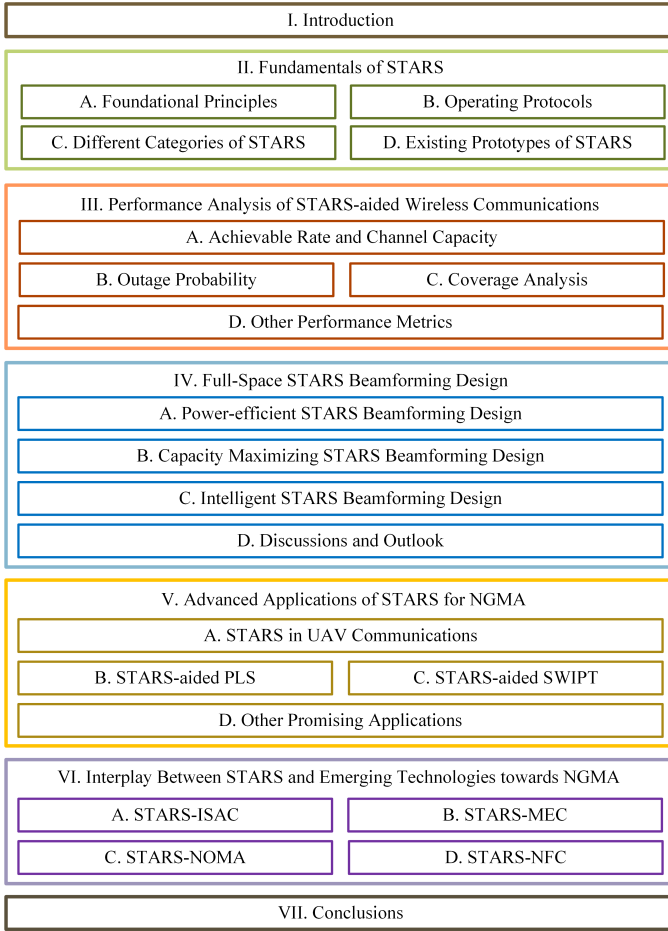 I. Introduction
II. Fundamentals of STARS
A. Foundational Principles
B. Operating Protocols
C. Different Categories of STARS
D. Existing Prototypes of STARS
III. Performance Analysis of STARS-aided Wireless Communications
A. Achievable Rate and Channel Capacity
B. Outage Probability
C. Coverage Analysis
D. Other Performance Metrics
IV. Full-Space STARS Beamforming Design
A. Power-efficient STARS Beamforming Design
B. Capacity Maximizing STARS Beamforming Design
C. Intelligent STARS Beamforming Design
D. Discussions and Outlook
V. Advanced Applications of STARS for NGMA
A. STARS in UAV Communications
B. STARS-aided PLS
C. STARS-aided SWIPT
D. Other Promising Applications
VI. Interplay Between STARS and Emerging Technologies towards NGMA
A. STARS-ISAC
B. STARS-MEC
C. STARS-NOMA
D. STARS-NFC
VII. Conclusions